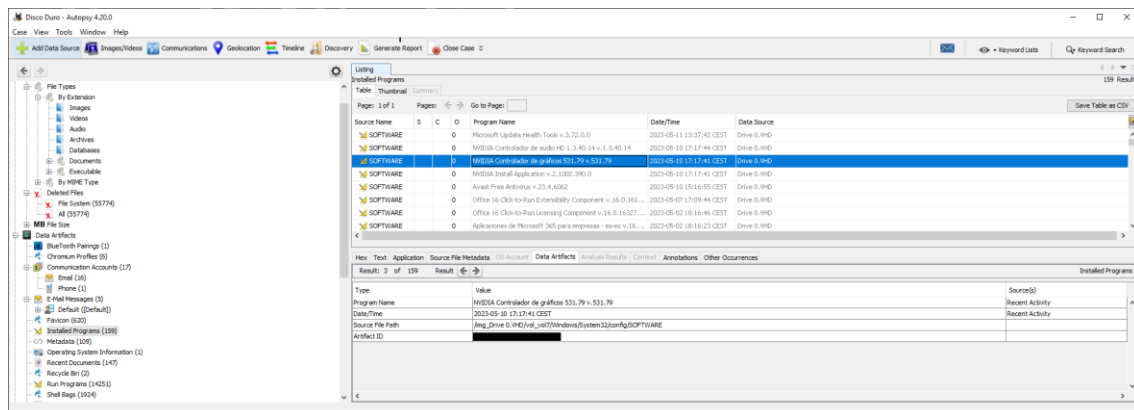 Disco Duro - Autopsy 4.20.0
Case View Tools Window Help
Add Data Source Images/Videos Communications Geolocation Timeline Discovery Generate Report Close Case Keyword Lists Keyword Search
Listing
Installed Programs 159 Result
Table Thumbnail Summary
Page: 1 of 1 Pages: Go to Page: Save Table as CSV
Source Name S C O Program Name Date/Time Data Source
SOFTWARE 0 Microsoft Update Health Tools v.3.72.0.0 2023-05-11 13:37:42 CEST Drive 0.VHD
SOFTWARE 0 NVIDIA Controlador de audio HD 1.3.40.14 v.1.3.40.14 2023-05-10 17:17:44 CEST Drive 0.VHD
SOFTWARE 0 NVIDIA Controlador de gráficos 531.79 v.531.79 2023-05-10 17:17:41 CEST Drive 0.VHD
SOFTWARE 0 NVIDIA Install Application v.2.1002.390.0 2023-05-10 17:17:41 CEST Drive 0.VHD
SOFTWARE 0 Avast Free Antivirus v.23.4.6062 2023-05-10 15:16:55 CEST Drive 0.VHD
SOFTWARE 0 Office 16 Click-to-Run Extensibility Component v.16.0.161... 2023-05-07 17:09:44 CEST Drive 0.VHD
SOFTWARE 0 Office 16 Click-to-Run Licensing Component v.16.0.16327.... 2023-05-02 18:16:46 CEST Drive 0.VHD
SOFTWARE 0 Aplicaciones de Microsoft 365 para empresas - es-es v.16.... 2023-05-02 18:16:23 CEST Drive 0.VHD
File Types
By Extension
Images
Videos
Audio
Archives
Databases
Documents
Executable
By MIME Type
Deleted Files
File System (55774)
All (55774)
MB File Size
Data Artifacts
BlueTooth Pairings (1)
Chromium Profiles (6)
Communication Accounts (17)
Email (16)
Phone (1)
E-Mail Messages (5)
Default ([Default])
Favicon (620)
Installed Programs (159)
Metadata (109)
Operating System Information (1)
Recent Documents (147)
Recycle Bin (2)
Run Programs (14251)
Shell Bags (1924)
Hex Text Application Source File Metadata OS Account Data Artifacts Analysis Results Context Annotations Other Occurrences
Result: 3 of 159 Result Installed Programs
Type Value Source(s)
Program Name NVIDIA Controlador de gráficos 531.79 v.531.79 Recent Activity
Date/Time 2023-05-10 17:17:41 CEST Recent Activity
Source File Path /img_Drive 0.VHD/vol_vol7/Windows/System32/config/SOFTWARE
Artifact ID